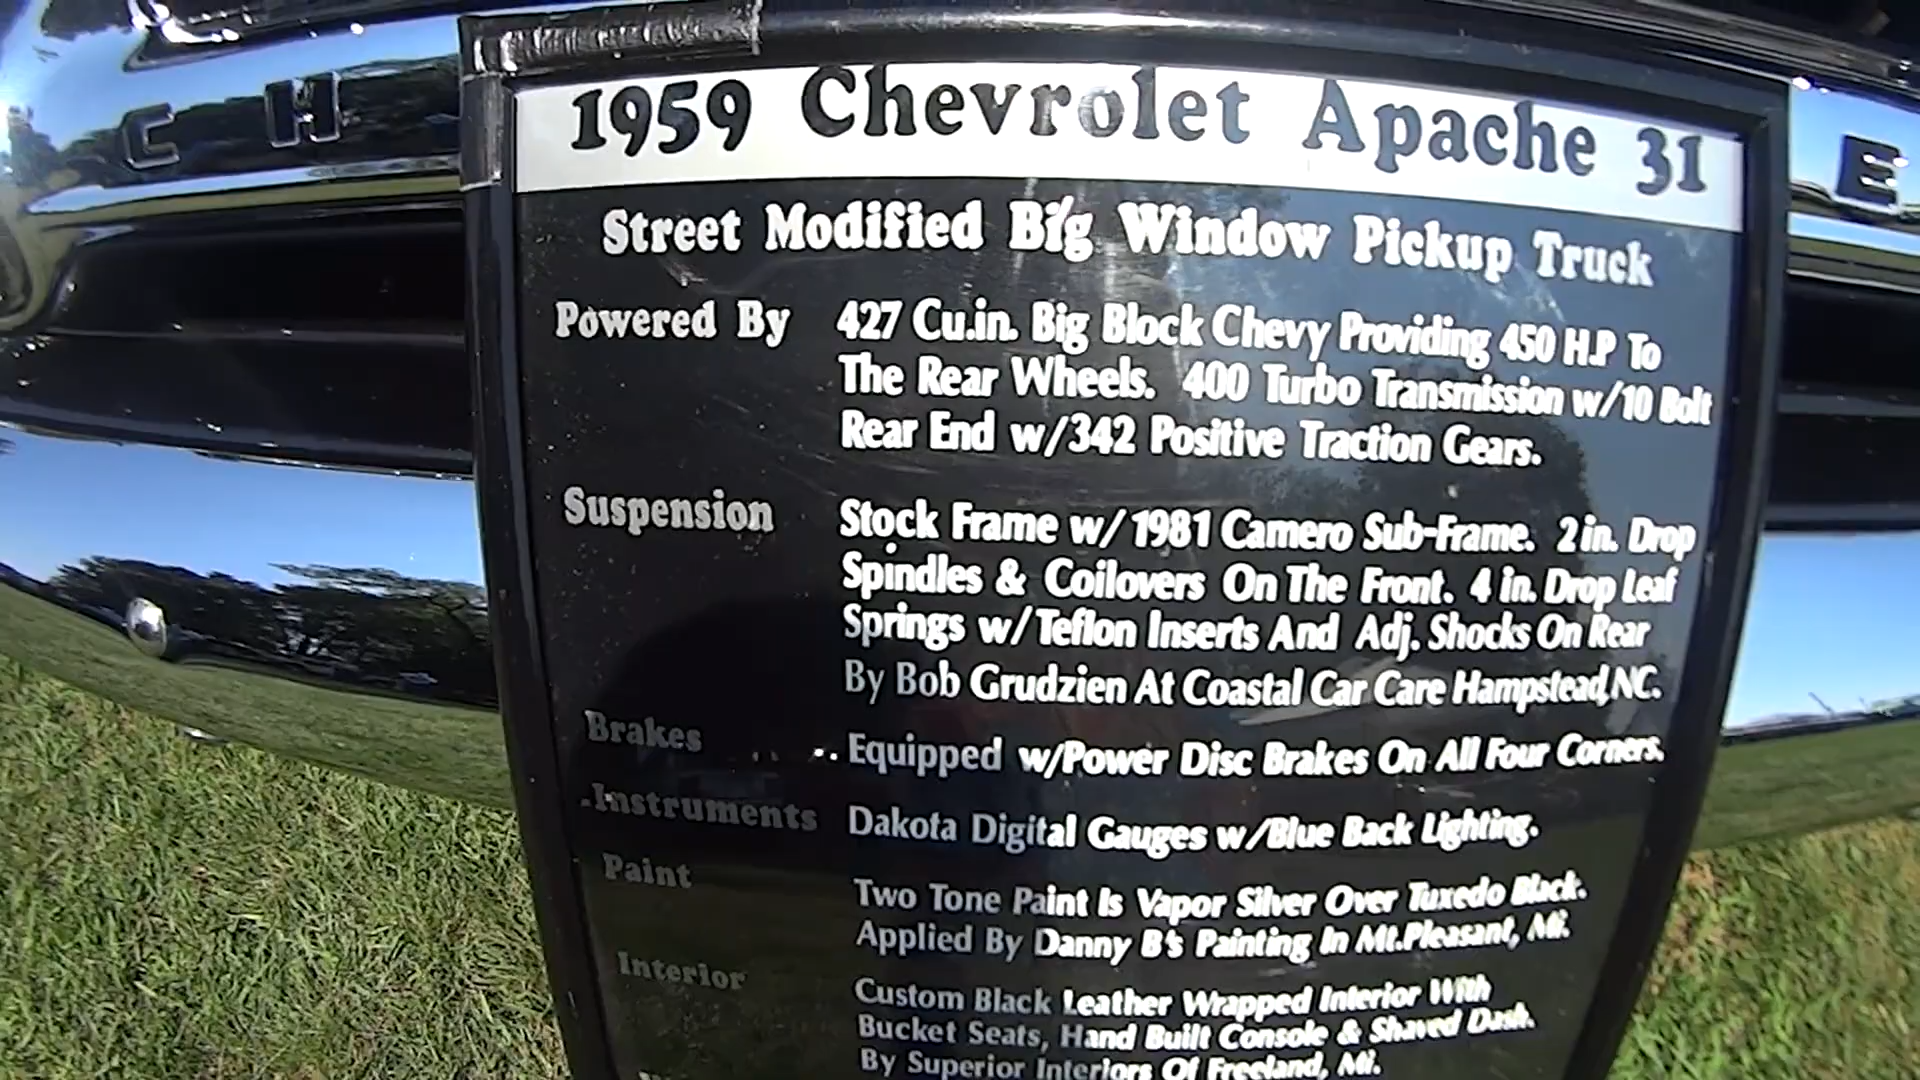 C H E
1959 Chevrolet Apache 31
Street Modified Big Window Pickup Truck
Powered By 427 Cu.in. Big Block Chevy Providing 450 H.P To
The Rear Wheels. 400 Turbo Transmission w/10 Bolt
Rear End w/342 Positive Traction Gears.
Suspension Stock Frame w/1981 Camero Sub-Frame. 2 in. Drop
Spindles & Coilovers On The Front. 4 in. Drop Leaf
Springs w/Teflon Inserts And Adj. Shocks On Rear
By Bob Grudzien At Coastal Car Care Hampstead,NC.
Brakes Equipped w/Power Disc Brakes On All Four Corners.
Instruments Dakota Digital Gauges w/Blue Back Lighting.
Paint Two Tone Paint Is Vapor Silver Over Tuxedo Black.
Applied By Danny B's Painting In Mt.Pleasant, Mi.
Interior Custom Black Leather Wrapped Interior With
Bucket Seats, Hand Built Console & Shaved Dash.
By Superior Interiors Of Freeland, Mi.